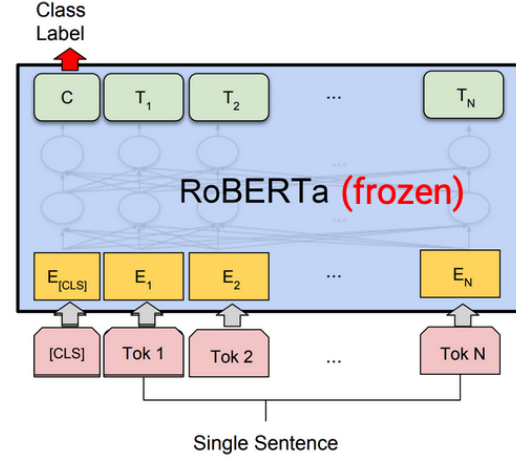 Class
Label
C T1 T2 ... TN
...
RoBERTa (frozen)
...
E[CLS] E1 E2 ... EN
[CLS] Tok 1 Tok 2 ... Tok N
Single Sentence